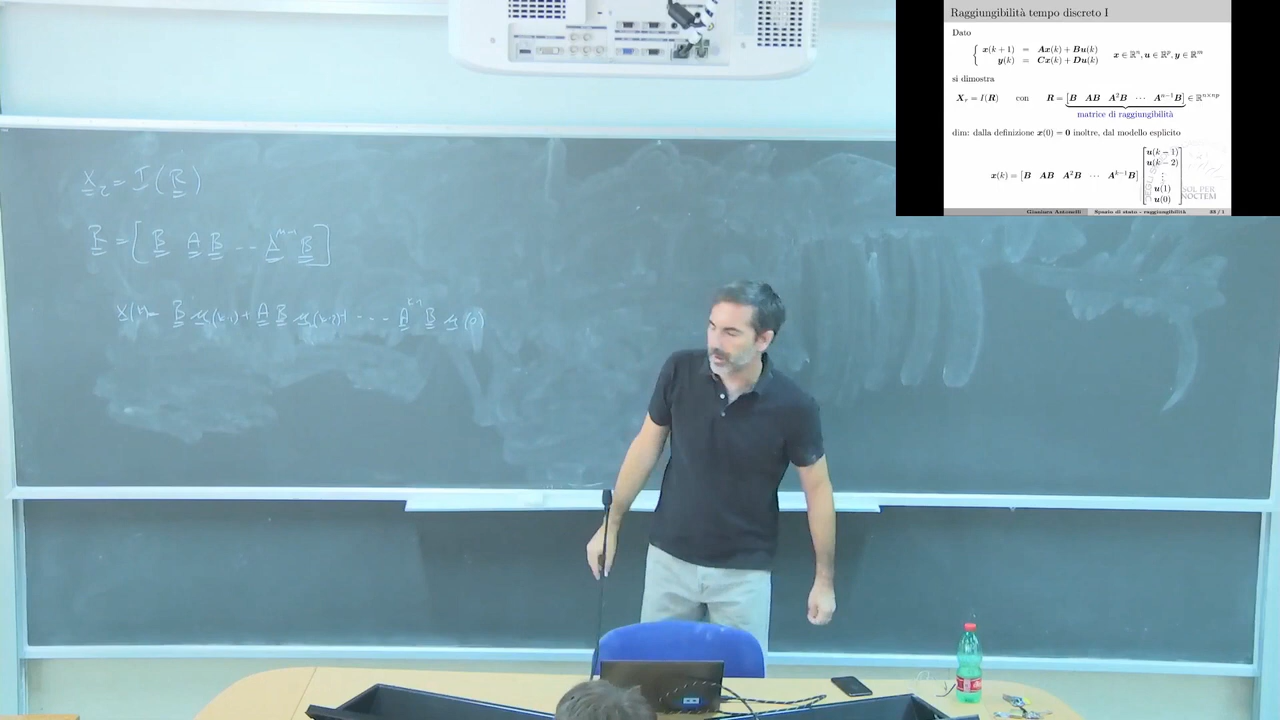 Raggiungibilità tempo discreto I
Dato
{ x(k+1) = Ax(k) + Bu(k)
y(k) = Cx(k) + Du(k)
x ∈ ℝⁿ, u ∈ ℝᵖ, y ∈ ℝᵐ
si dimostra
Xᵣ = I(R) con R = [B AB A²B ⋯ Aⁿ⁻¹B] ∈ ℝⁿˣⁿᵖ
matrice di raggiungibilità
dim: dalla definizione x(0) = 0 inoltre, dal modello esplicito
x(k) = [B AB A²B ⋯ Aᵏ⁻¹B] [u(k−1) u(k−2) ⋮ u(1) u(0)]
SOL PER
NOCTEM
Gianluca Antonelli Spazio di stato - raggiungibilità
X_r = I(R)
R = [B AB -- Aⁿ⁻¹B]
x(k) = B u(k-1) + A B u(k-2) + --- Aᵏ⁻¹ B u(0)